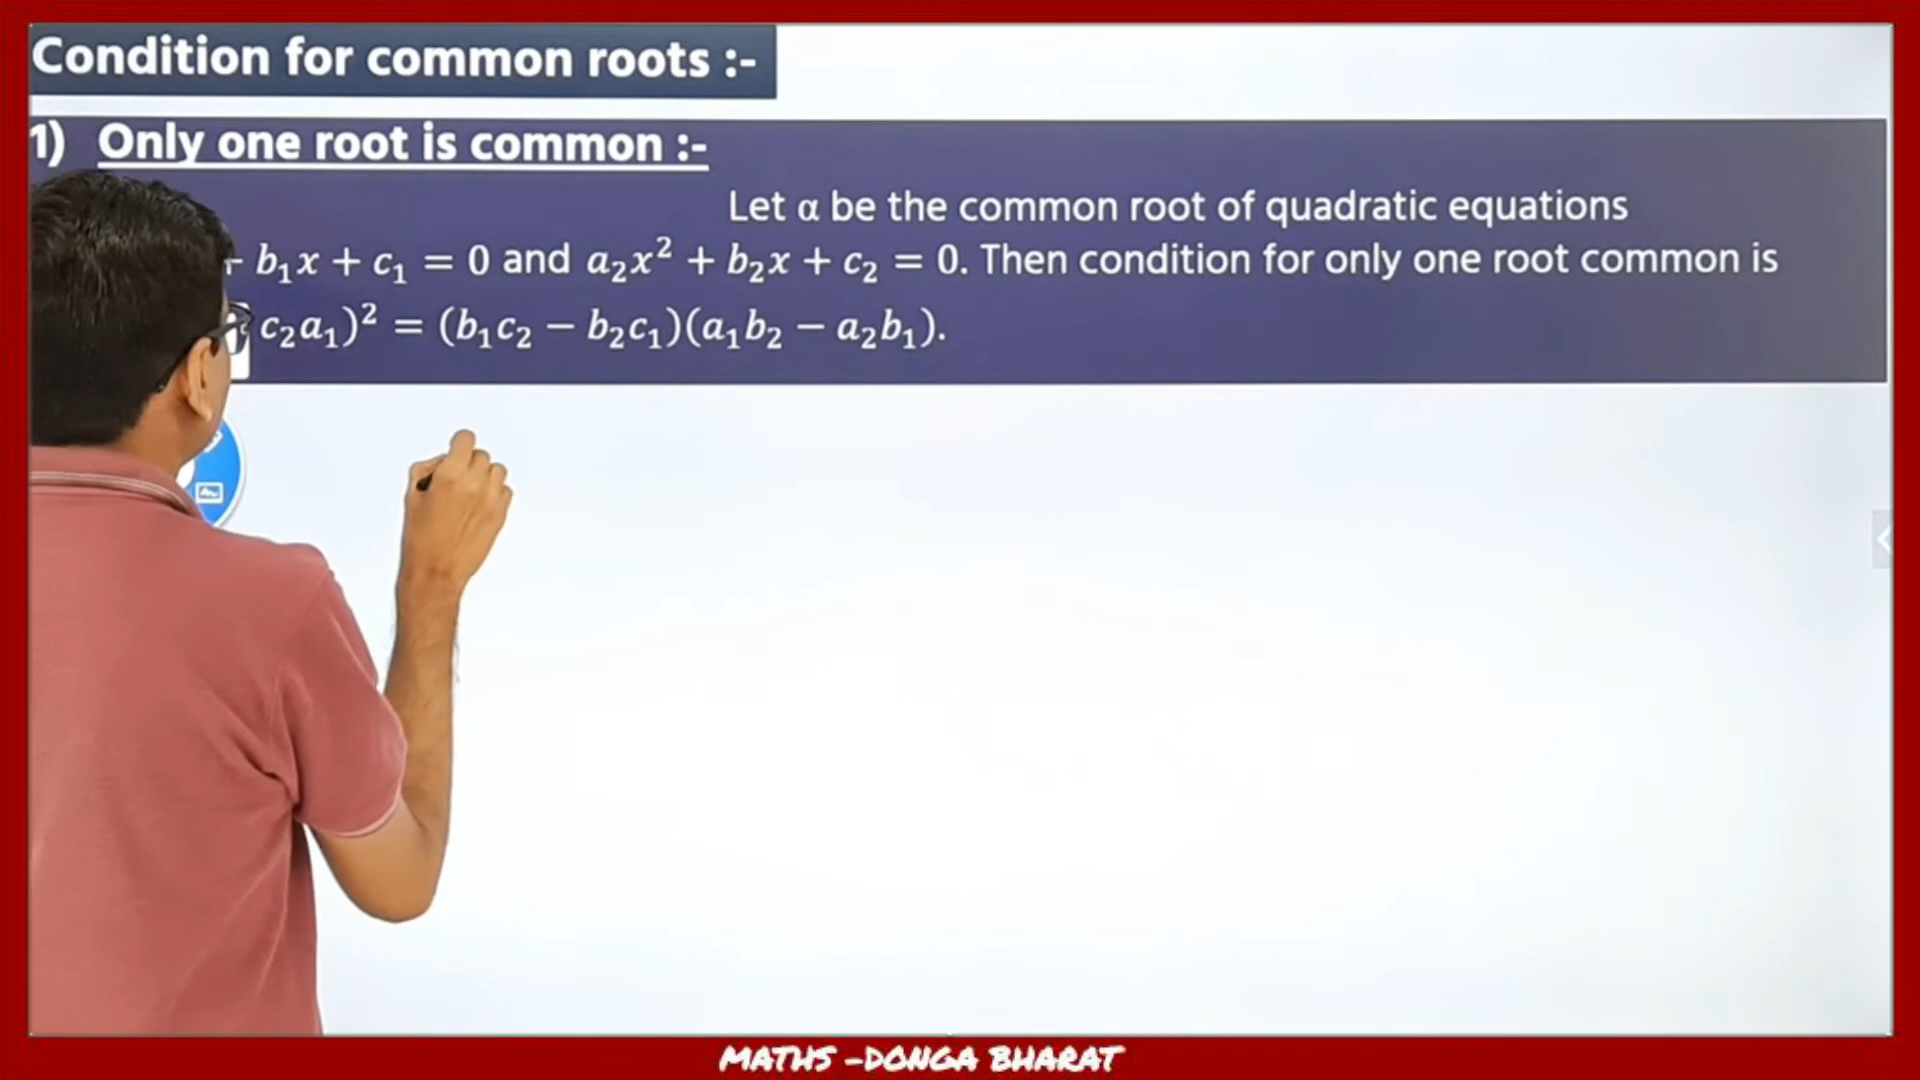 Condition for common roots :-
1) Only one root is common :-
Let α be the common root of quadratic equations
b₁x + c₁ = 0 and a₂x² + b₂x + c₂ = 0. Then condition for only one root common is
c₂a₁)² = (b₁c₂ − b₂c₁)(a₁b₂ − a₂b₁).
MATHS -DONGA BHARAT